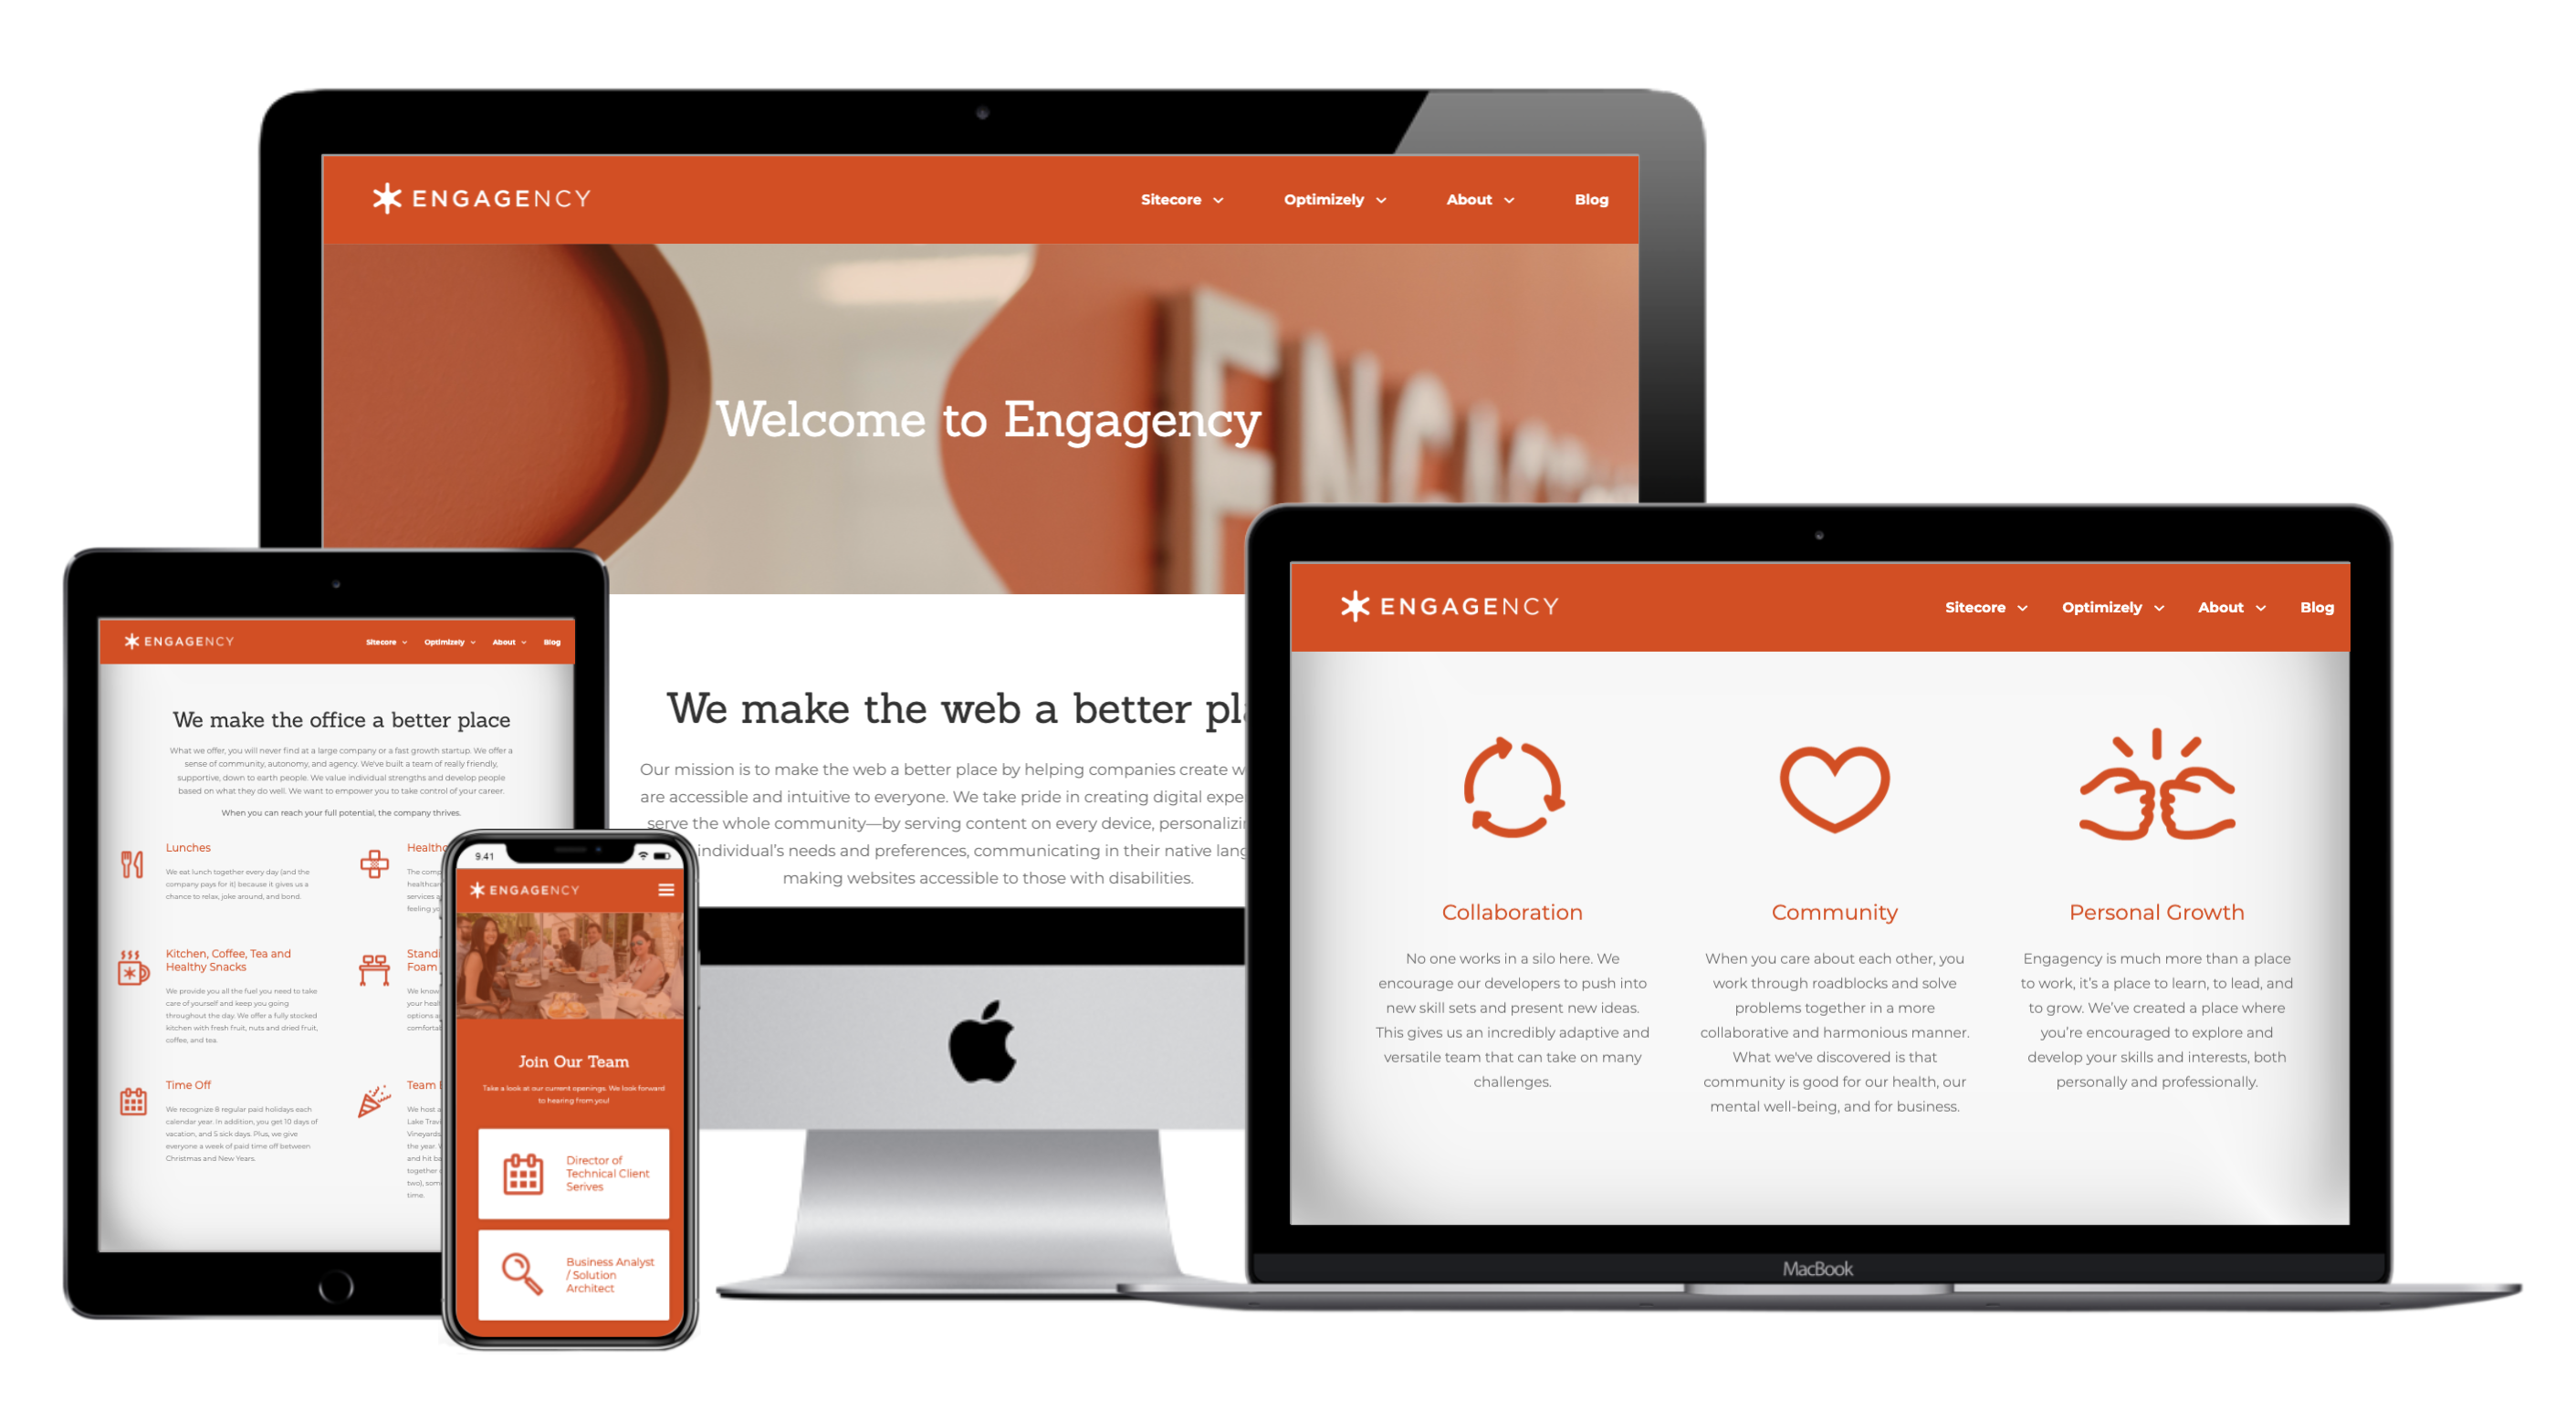 ENGAGENCY
Sitecore Optimizely About Blog
ENGAGE
Welcome to Engagency
We make the web a better
Our mission is to make the web a better place by helping companies create
are accessible and intuitive to everyone. We take pride in creating digital
serve the whole community—by serving content on every device,
individual's needs and preferences, communicating in their native
making websites accessible to those with disabilities.
ENGAGENCY
Sitecore Optimizely About Blog
We make the office a better place
What we offer, you will never find at a large company or a fast growth startup. We offer a
sense of community, autonomy, and agency. We've built a team of really friendly,
supportive, down to earth people. We value individual strengths and develop people
based on what they do well. We want to empower you to take control of your career.
When you can reach your full potential, the company thrives.
Lunches
We eat lunch together every day (and the
company pays for it) because it gives us a
chance to relax, joke around, and bond.
The
services
feeling
Kitchen, Coffee, Tea and
Healthy Snacks
We provide you all the fuel you need to take
care of yourself and keep you going
throughout the day. We offer a fully stocked
kitchen with fresh fruit, nuts and dried fruit,
coffee, and tea.
Foam
We know
options
Time Off
We recognize 8 regular paid holidays each
calendar year. In addition, you get 10 days of
vacation, and 5 sick days. Plus, we give
everyone a week of paid time off between
Christmas and New Years.
Team
We host a
Lake
Vineyards
the year.
and hit
together
two),
time.
9.41
ENGAGENCY
Join Our Team
Take a look at our current openings. We look forward
to hearing from you!
Director of
Technical Client
Serives
Business Analyst
/ Solution
Architect
ENGAGENCY
Sitecore Optimizely About Blog
Collaboration
No one works in a silo here. We
encourage our developers to push into
new skill sets and present new ideas.
This gives us an incredibly adaptive and
versatile team that can take on many
challenges.
Community
When you care about each other, you
work through roadblocks and solve
problems together in a more
collaborative and harmonious manner.
What we've discovered is that
community is good for our health, our
mental well-being, and for business.
Personal Growth
Engagency is much more than a place
to work, it's a place to learn, to lead, and
to grow. We've created a place where
you're encouraged to explore and
develop your skills and interests, both
personally and professionally.
MacBook